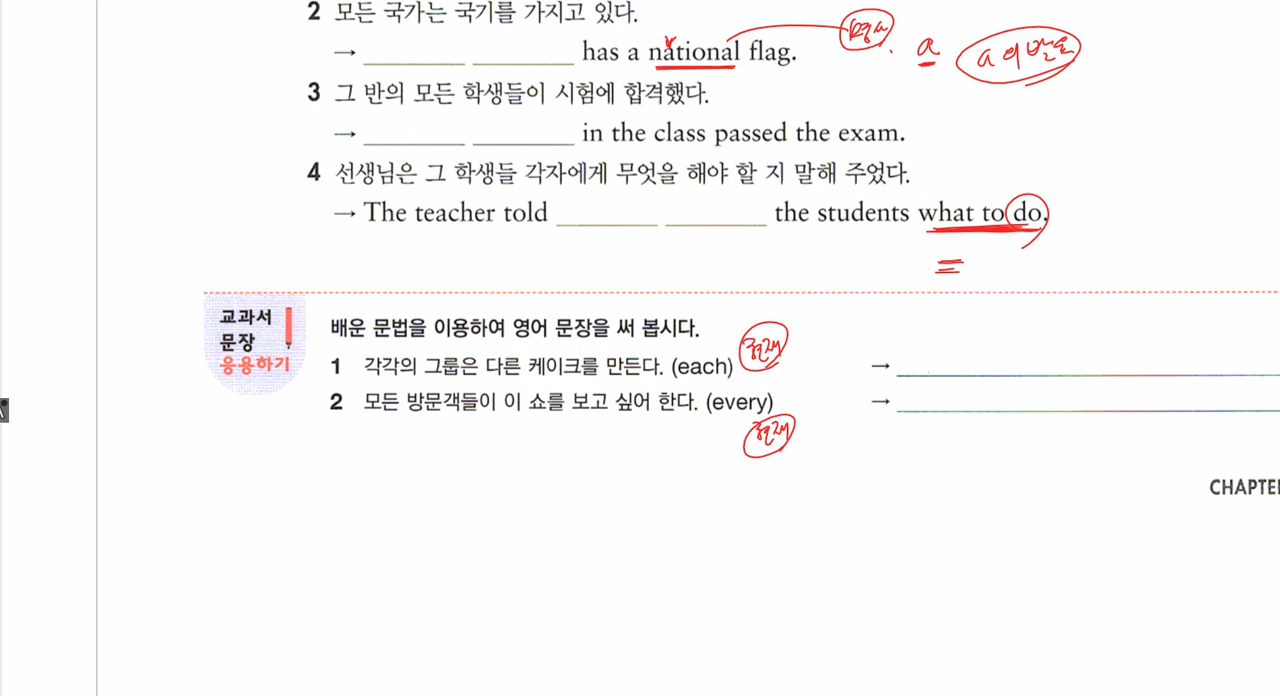 2 모든 국가는 국기를 가지고 있다.
→ ________ ________ has a national flag.
a a의 발음
3 그 반의 모든 학생들이 시험에 합격했다.
→ ________ ________ in the class passed the exam.
4 선생님은 그 학생들 각자에게 무엇을 해야 할 지 말해 주었다.
→ The teacher told ________ ________ the students what to do.
교과서
문장
응용하기
배운 문법을 이용하여 영어 문장을 써 봅시다.
현재
1 각각의 그룹은 다른 케이크를 만든다. (each) →
2 모든 방문객들이 이 쇼를 보고 싶어 한다. (every) →
현재
CHAPTE